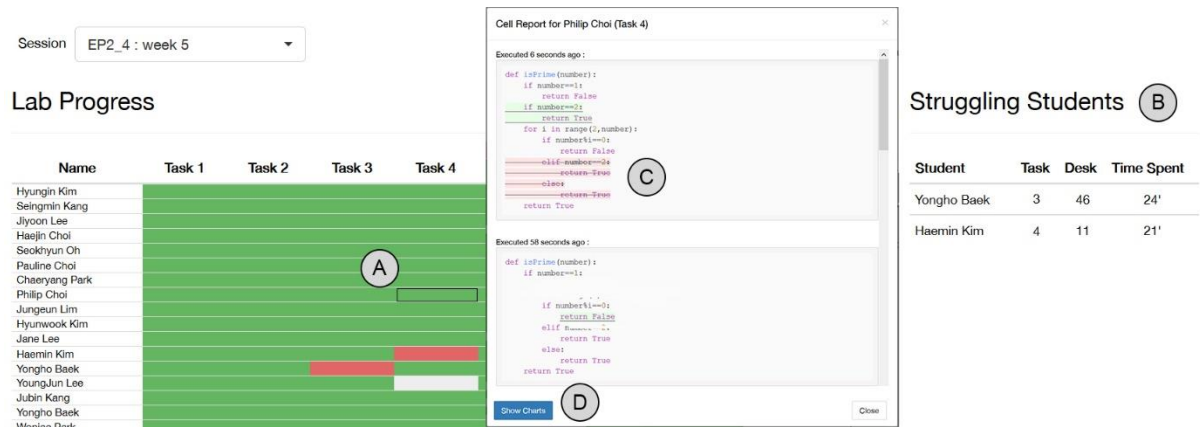 Session EP2_4 : week 5
Lab Progress
Name Task 1 Task 2 Task 3 Task 4
Hyungin Kim
Seingmin Kang
Jiyoon Lee
Haejin Choi
Seokhyun Oh
Pauline Choi
Chaeryang Park
Philip Choi
Jungeun Lim
Hyunwook Kim
Jane Lee
Haemin Kim
Yongho Baek
YoungJun Lee
Jubin Kang
Yongho Baek
A
Cell Report for Philip Choi (Task 4) ×
Executed 6 seconds ago :
def isPrime(number):
if number==1:
return False
if number==2:
return True
for i in range(2,number):
if number%i==0:
return False
elif number==2:
return True
else:
return True
return True
C
Executed 58 seconds ago :
def isPrime(number):
if number==1:
if number%i==0:
return False
elif
return True
else:
return True
return True
Show Charts D Close
Struggling Students B
Student Task Desk Time Spent
Yongho Baek 3 46 24'
Haemin Kim 4 11 21'